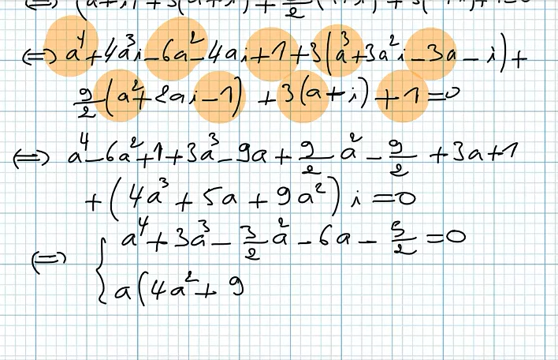 ⟺ a⁴+4a³i-6a²-4ai+1+3(a³+3a²i-3a-i)+
9/2(a²+2ai-1) +3(a+i)+1=0
⟺ a⁴-6a²+1+3a³-9a+9/2a²-9/2+3a+1
+(4a³+5a+9a²)i=0
⟺ { a⁴+3a³-3/2a²-6a-5/2=0
a(4a²+9